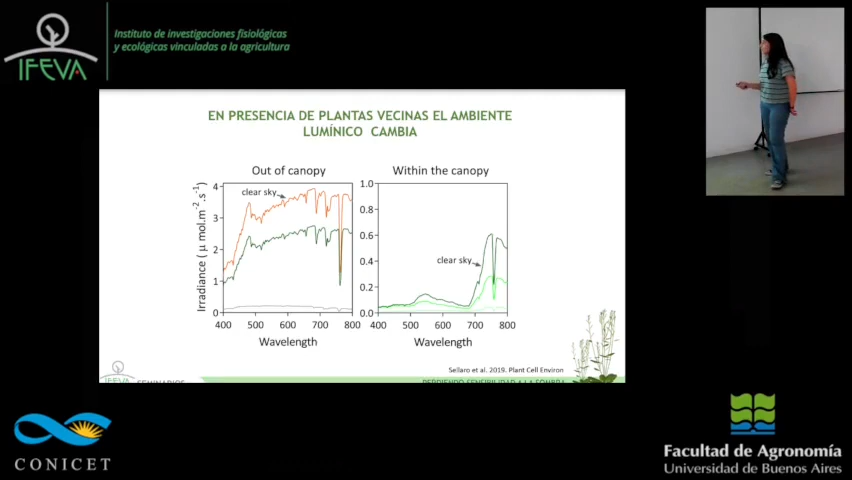 IFEVA
Instituto de investigaciones fisiológicas
y ecológicas vinculadas a la agricultura
EN PRESENCIA DE PLANTAS VECINAS EL AMBIENTE
LUMÍNICO CAMBIA
Out of canopy
Within the canopy
Irradiance ( μ mol.m⁻².s⁻¹)
4
3
2
1
0
clear sky
400 500 600 700 800
Wavelength
1.0
0.8
0.6
0.4
0.2
0.0
clear sky
400 500 600 700 800
Wavelength
Sellaro et al. 2019. Plant Cell Environ
IFEVA SEMINARIOS
PERDIENDO SENSIBILIDAD A LA SOMBRA
CONICET
Facultad de Agronomía
Universidad de Buenos Aires